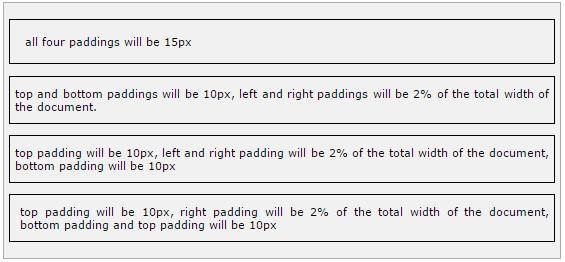 all four paddings will be 15px
top and bottom paddings will be 10px, left and right paddings will be 2% of the total width of
the document.
top padding will be 10px, left and right padding will be 2% of the total width of the document,
bottom padding will be 10px
top padding will be 10px, right padding will be 2% of the total width of the document,
bottom padding and top padding will be 10px